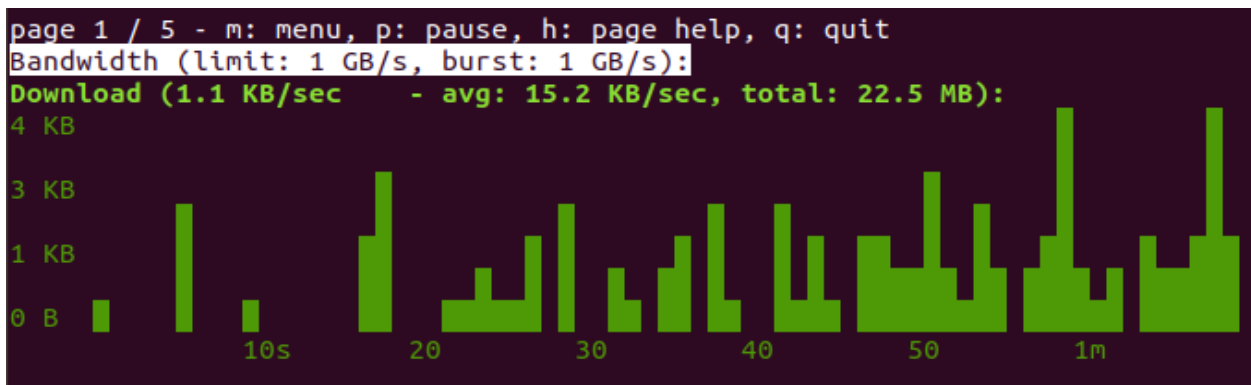 page 1 / 5 - m: menu, p: pause, h: page help, q: quit
Bandwidth (limit: 1 GB/s, burst: 1 GB/s):
Download (1.1 KB/sec    - avg: 15.2 KB/sec, total: 22.5 MB):
4 KB
3 KB
1 KB
0 B
10s 20 30 40 50 1m